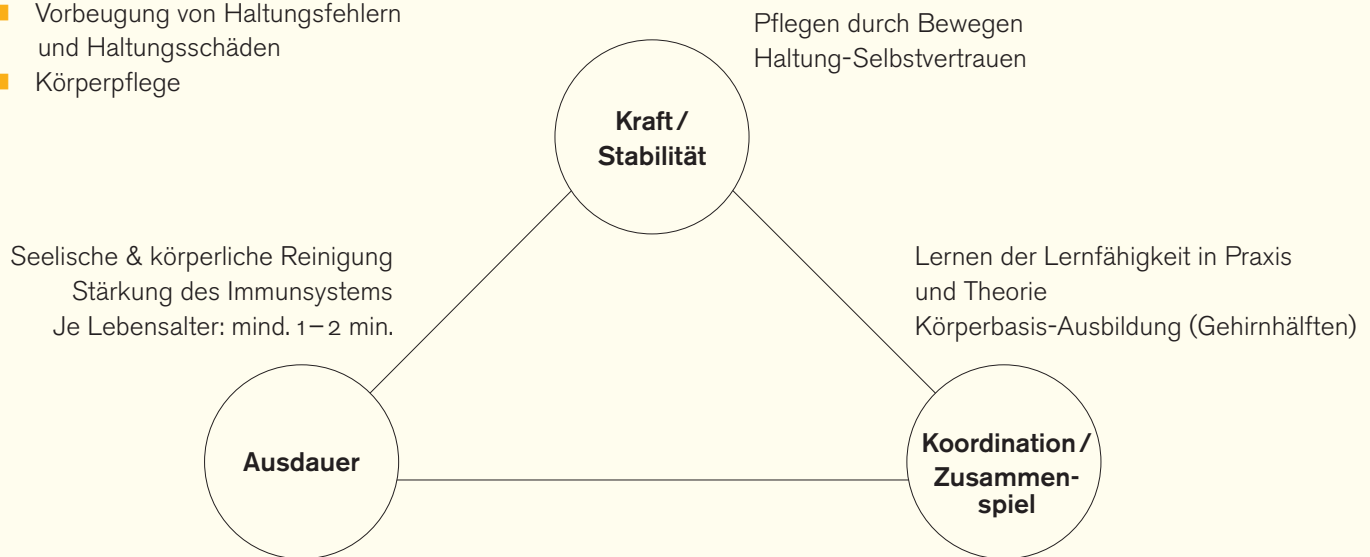 Vorbeugung von Haltungsfehlern
und Haltungsschäden
Körperpflege
Pflegen durch Bewegen
Haltung-Selbstvertrauen
Kraft/
Stabilität
Seelische & körperliche Reinigung
Stärkung des Immunsystems
Je Lebensalter: mind. 1–2 min.
Lernen der Lernfähigkeit in Praxis
und Theorie
Körperbasis-Ausbildung (Gehirnhälften)
Ausdauer
Koordination/
Zusammen-
spiel